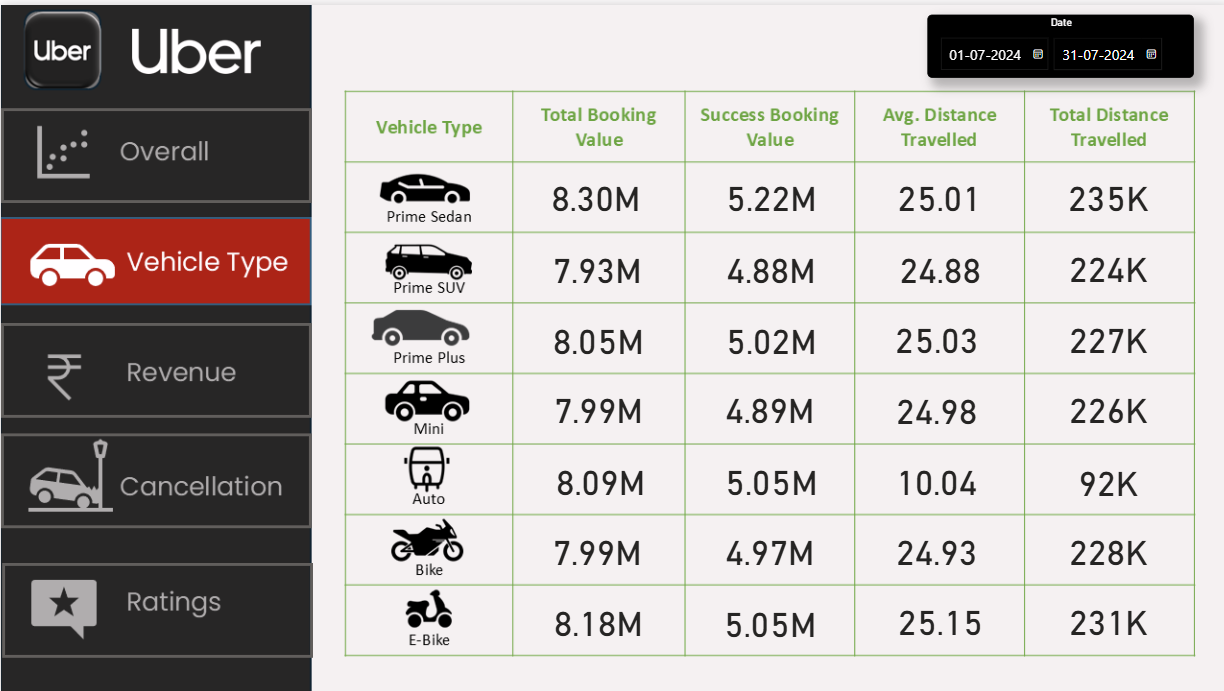 Uber
Uber
Overall
Vehicle Type
Revenue
Cancellation
Ratings
Date
01-07-2024 31-07-2024
Vehicle Type
Total Booking
Value
Success Booking
Value
Avg. Distance
Travelled
Total Distance
Travelled
Prime Sedan
8.30M
5.22M
25.01
235K
Prime SUV
7.93M
4.88M
24.88
224K
Prime Plus
8.05M
5.02M
25.03
227K
Mini
7.99M
4.89M
24.98
226K
Auto
8.09M
5.05M
10.04
92K
Bike
7.99M
4.97M
24.93
228K
E-Bike
8.18M
5.05M
25.15
231K